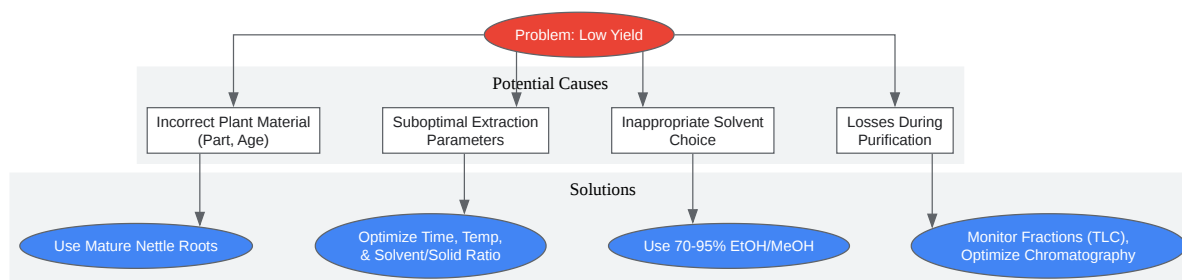 Problem: Low Yield
Potential Causes
Incorrect Plant Material
(Part, Age)
Suboptimal Extraction
Parameters
Inappropriate Solvent
Choice
Losses During
Purification
Solutions
Use Mature Nettle Roots
Optimize Time, Temp,
& Solvent/Solid Ratio
Use 70-95% EtOH/MeOH
Monitor Fractions (TLC),
Optimize Chromatography